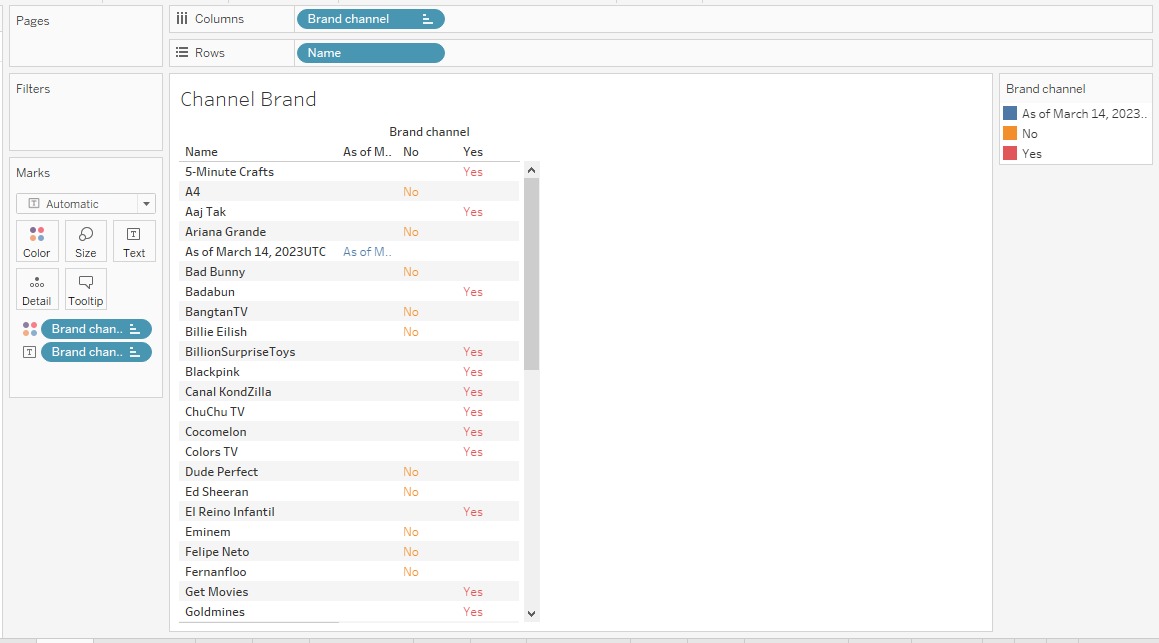 Pages
Columns
Brand channel
Rows
Name
Filters
Marks
Automatic
Color
Size
Text
Detail
Tooltip
Brand chan..
Brand chan..
Channel Brand
Brand channel
Name As of M.. No Yes
5-Minute Crafts Yes
A4 No
Aaj Tak Yes
Ariana Grande No
As of March 14, 2023UTC As of M..
Bad Bunny No
Badabun Yes
BangtanTV No
Billie Eilish No
BillionSurpriseToys Yes
Blackpink Yes
Canal KondZilla Yes
ChuChu TV Yes
Cocomelon Yes
Colors TV Yes
Dude Perfect No
Ed Sheeran No
El Reino Infantil Yes
Eminem No
Felipe Neto No
Fernanfloo No
Get Movies Yes
Goldmines Yes
Brand channel
As of March 14, 2023..
No
Yes